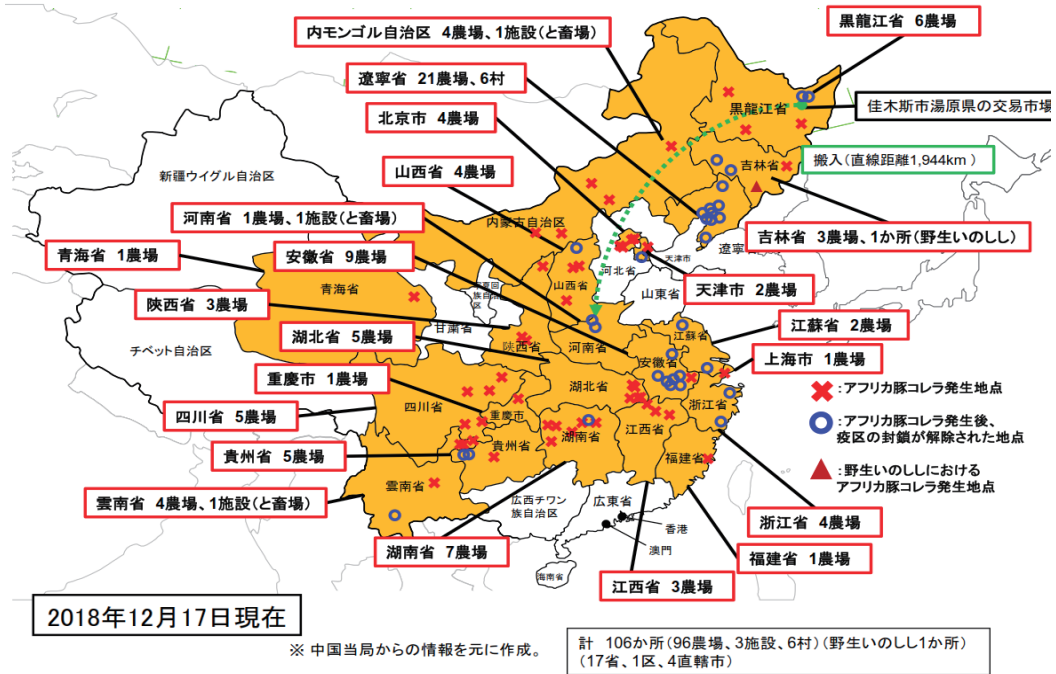 内モンゴル自治区 4農場、1施設(と畜場)
黒龍江省 6農場
遼寧省 21農場、6村
佳木斯市湯原県の交易市場
北京市 4農場
搬入(直線距離1,944km)
山西省 4農場
河南省 1農場、1施設(と畜場)
吉林省 3農場、1か所(野生いのしし)
青海省 1農場
安徽省 9農場
天津市 2農場
陝西省 3農場
江蘇省 2農場
湖北省 5農場
上海市 1農場
重慶市 1農場
四川省 5農場
貴州省 5農場
雲南省 4農場、1施設(と畜場)
浙江省 4農場
湖南省 7農場
福建省 1農場
江西省 3農場
黒龍江省
吉林省
新疆ウイグル自治区
内蒙古自治区
遼寧
天津市
河北省
山西省
山東省
青海省
甘粛省
陝西省
河南省
江蘇省
チベット自治区
安徽省
湖北省
四川省
重慶市
浙江省
江西省
湖南省
貴州省
福建省
雲南省
広西チワン
族自治区
広東省
香港
澳門
海南省
:アフリカ豚コレラ発生地点
:アフリカ豚コレラ発生後、
疫区の封鎖が解除された地点
:野生いのししにおける
アフリカ豚コレラ発生地点
2018年12月17日現在
※ 中国当局からの情報を元に作成。
計 106か所(96農場、3施設、6村)(野生いのしし1か所)
(17省、1区、4直轄市)